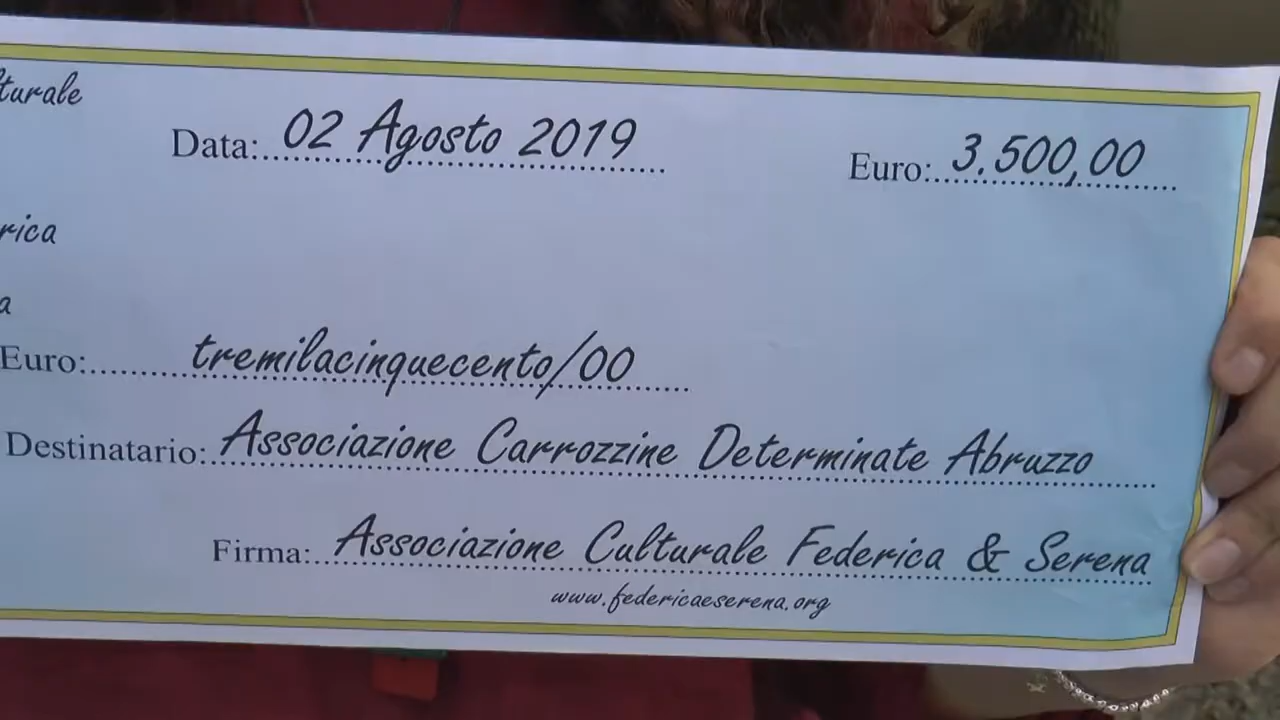 turale
Data: 02 Agosto 2019 Euro: 3.500,00
rica
a
Euro: tremilacinquecento/00
Destinatario: Associazione Carrozzine Determinate Abruzzo
Firma: Associazione Culturale Federica & Serena
www.federicaeserena.org